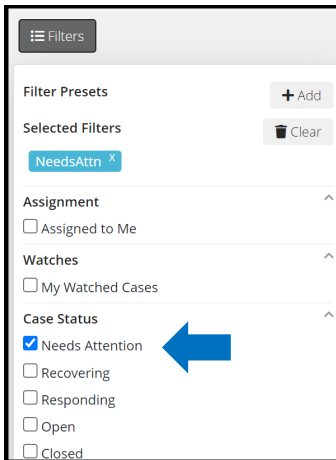 Filters
Filter Presets
Add
Selected Filters
Clear
NeedsAttn x
Assignment
Assigned to Me
Watches
My Watched Cases
Case Status
Needs Attention
Recovering
Responding
Open
Closed